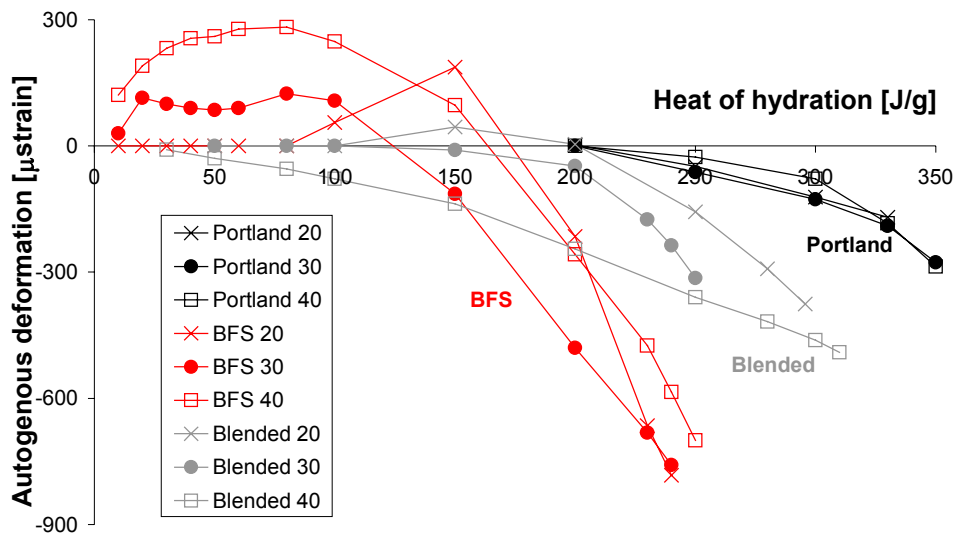 300
0
-300
-600
-900
Autogenous deformation [μstrain]
Heat of hydration [J/g]
0
50
100
150
200
250
300
350
Portland 20
Portland 30
Portland 40
BFS 20
BFS 30
BFS 40
Blended 20
Blended 30
Blended 40
BFS
Portland
Blended